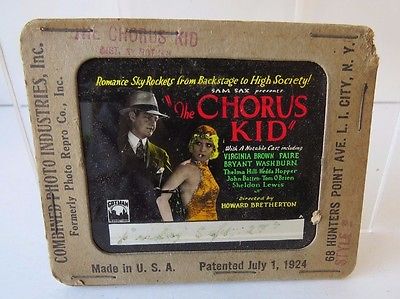 THE CHORUS KID
Romance Sky Rockets from Backstage to High Society!
SAM SAX presents
"The CHORUS
KID"
With A Notable Cast including
VIRGINIA BROWN FAIRE
BRYANT WASHBURN
Thelma Hill · Hedda Hopper
John Batten · Tom O'Brien
Sheldon Lewis
Directed by
HOWARD BRETHERTON
GOTHAM
Made in U. S. A.
Patented July 1, 1924
COMBINED PHOTO INDUSTRIES, Inc.
Formerly Photo Repro Co., Inc.
68 HUNTERS POINT AVE. L. I. CITY, N. Y.